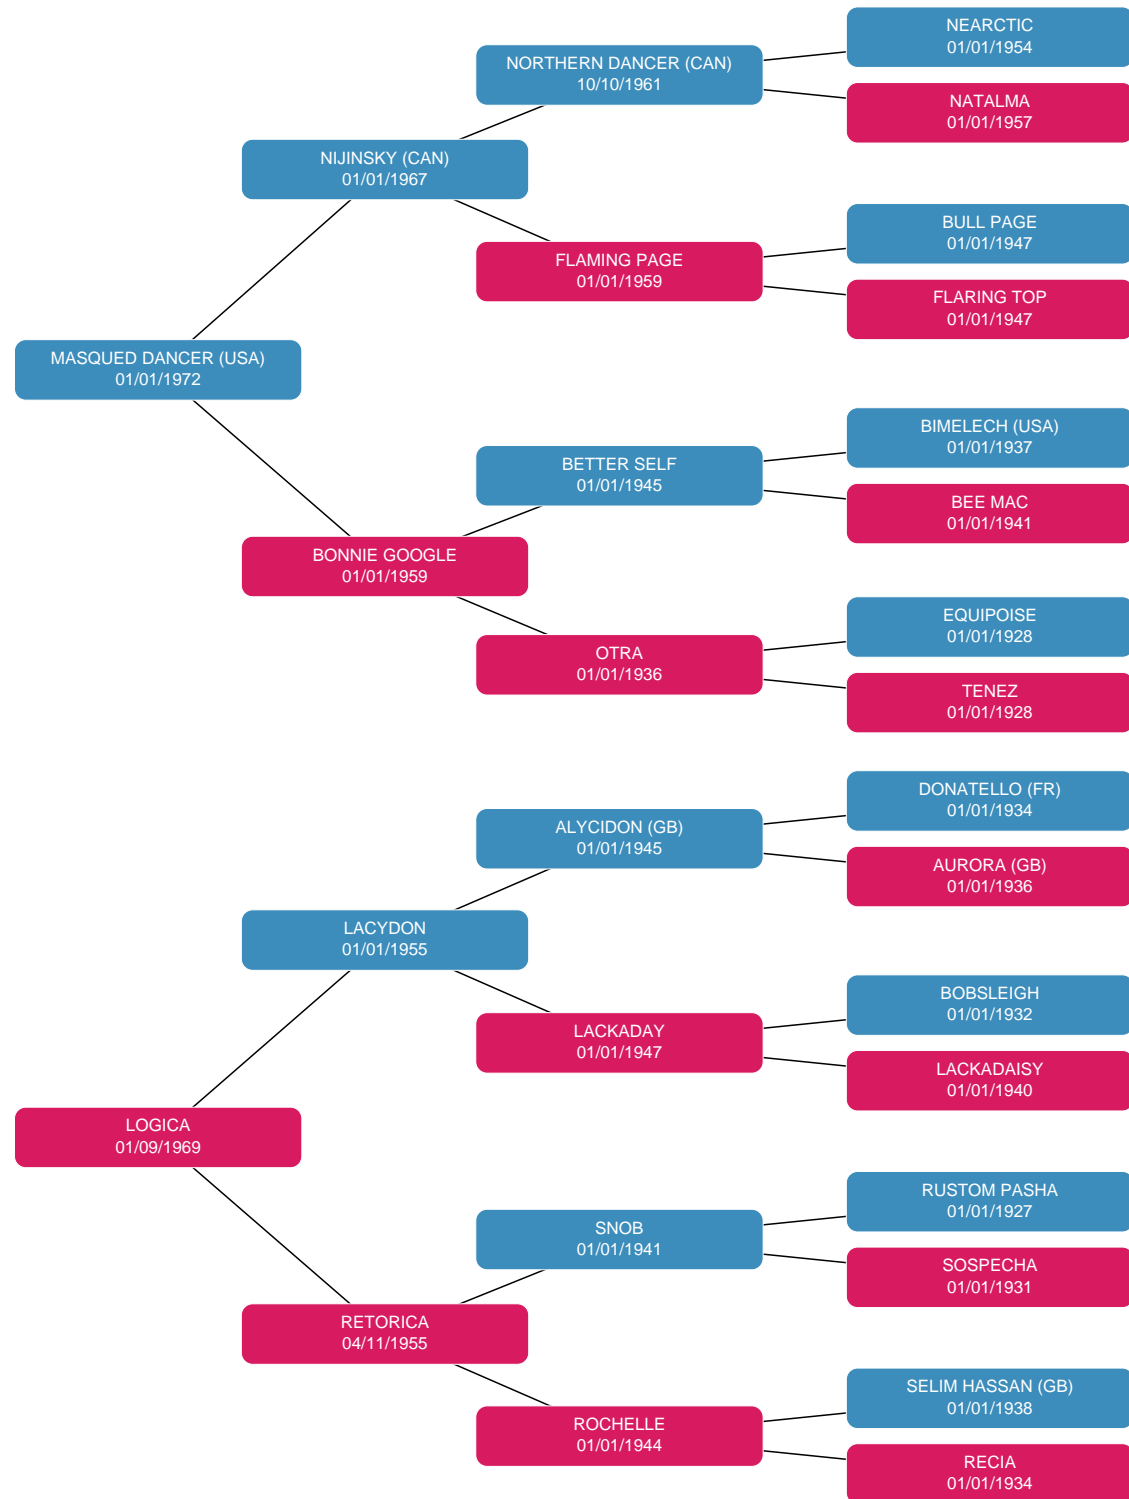 NEARCTIC
01/01/1954
NORTHERN DANCER (CAN)
10/10/1961
NATALMA
01/01/1957
NIJINSKY (CAN)
01/01/1967
BULL PAGE
01/01/1947
FLAMING PAGE
01/01/1959
FLARING TOP
01/01/1947
MASQUED DANCER (USA)
01/01/1972
BIMELECH (USA)
01/01/1937
BETTER SELF
01/01/1945
BEE MAC
01/01/1941
BONNIE GOOGLE
01/01/1959
EQUIPOISE
01/01/1928
OTRA
01/01/1936
TENEZ
01/01/1928
DONATELLO (FR)
01/01/1934
ALYCIDON (GB)
01/01/1945
AURORA (GB)
01/01/1936
LACYDON
01/01/1955
BOBSLEIGH
01/01/1932
LACKADAY
01/01/1947
LACKADAISY
01/01/1940
LOGICA
01/09/1969
RUSTOM PASHA
01/01/1927
SNOB
01/01/1941
SOSPECHA
01/01/1931
RETORICA
04/11/1955
SELIM HASSAN (GB)
01/01/1938
ROCHELLE
01/01/1944
RECIA
01/01/1934